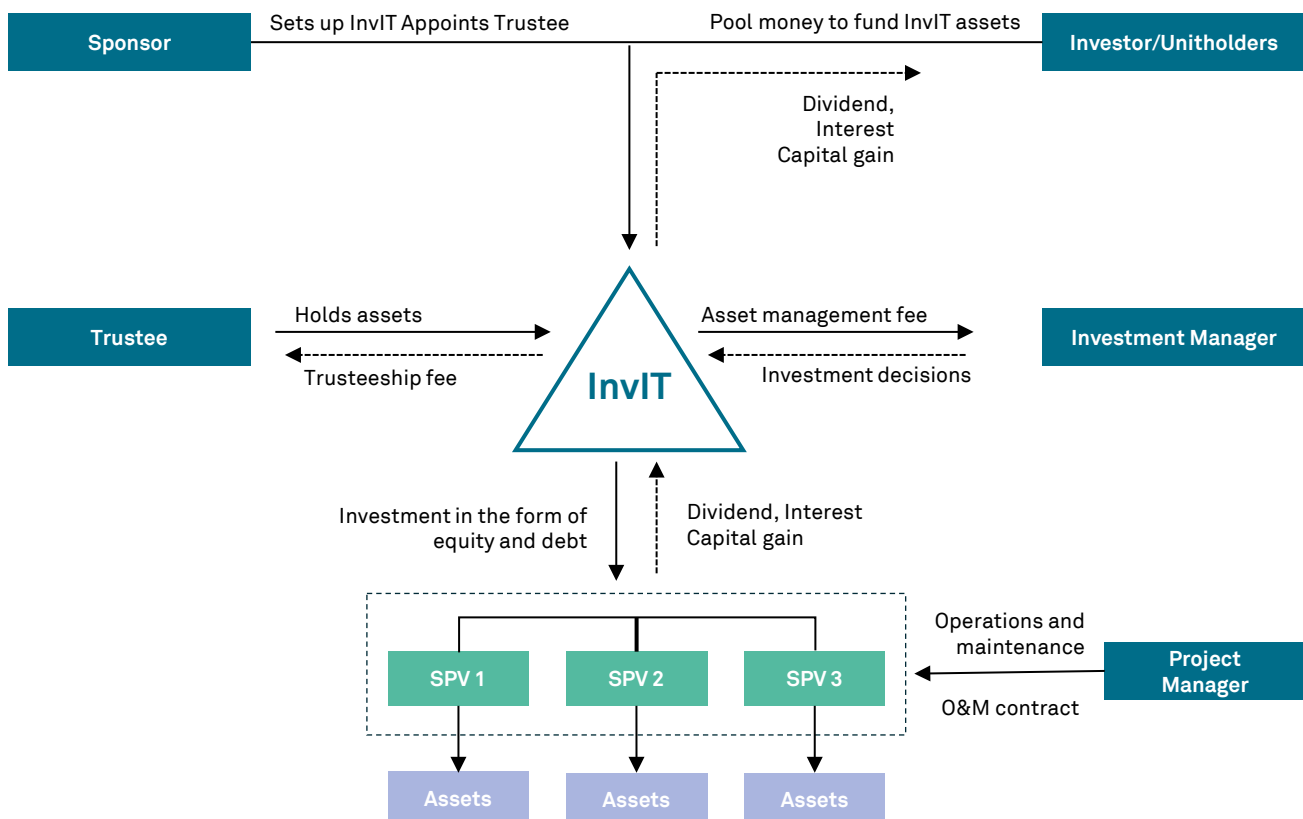 Sets up InvIT Appoints Trustee
Pool money to fund InvIT assets
Sponsor
Investor/Unitholders
Dividend,
Interest
Capital gain
Holds assets
Asset management fee
Trustee
Investment Manager
Trusteeship fee
Investment decisions
InvIT
Investment in the form of
equity and debt
Dividend, Interest
Capital gain
Operations and
maintenance
SPV 1
SPV 2
SPV 3
Project
Manager
O&M contract
Assets
Assets
Assets